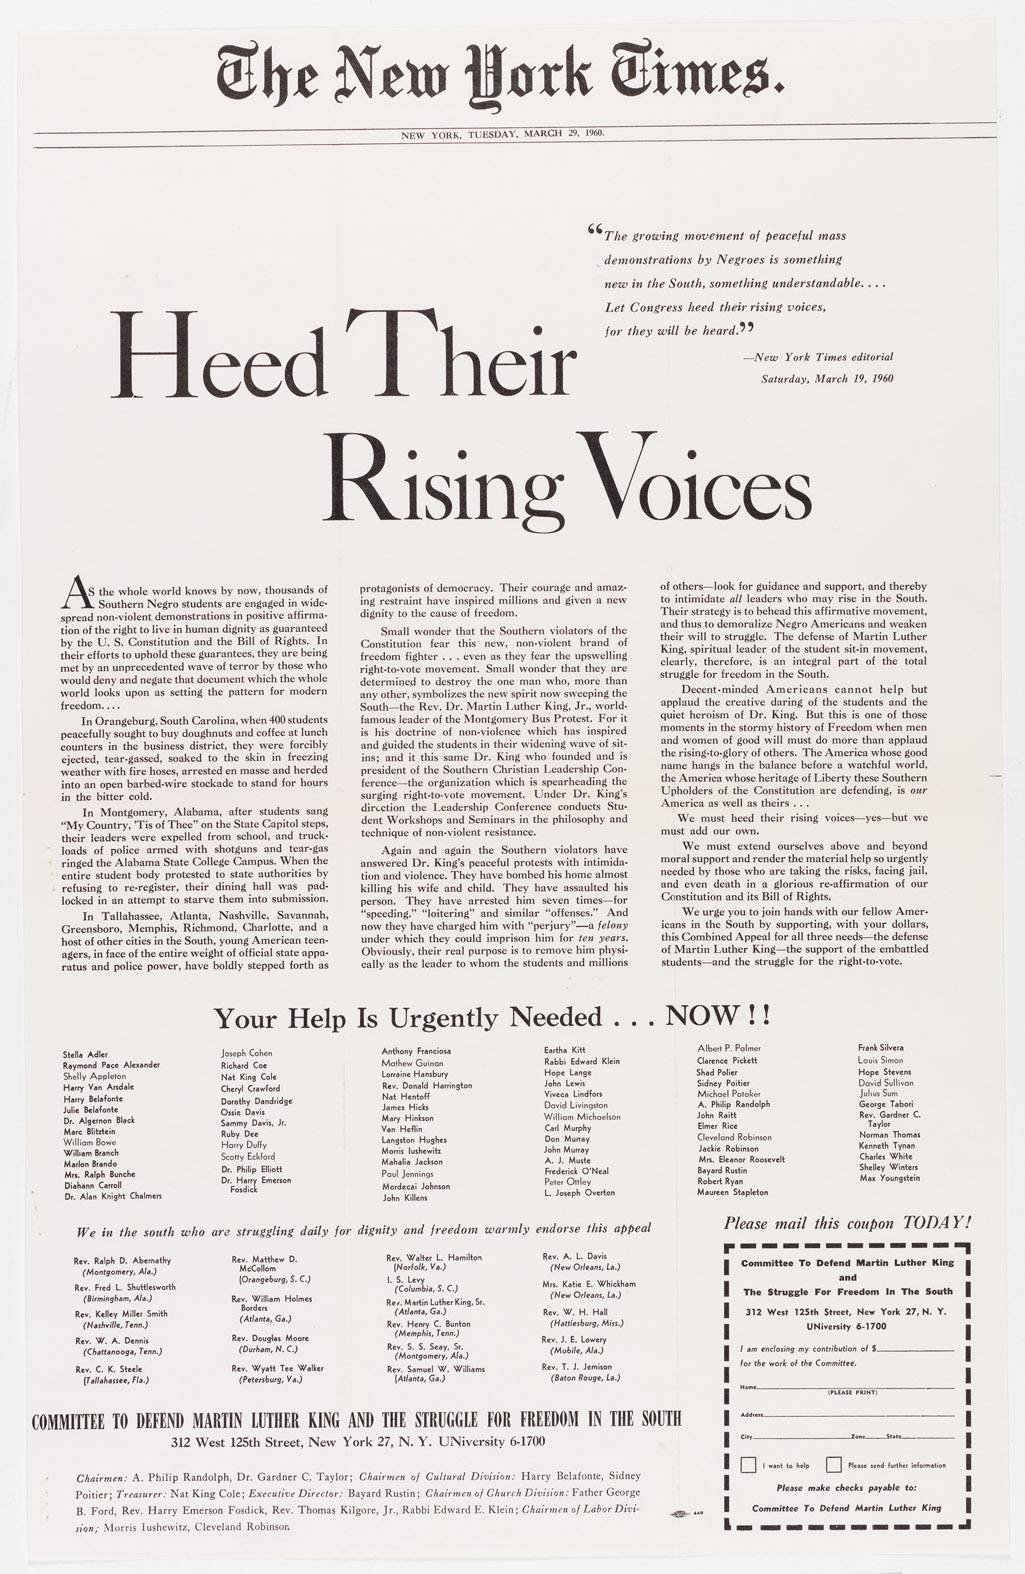 The New York Times.
NEW YORK, TUESDAY, MARCH 29, 1960.
“The growing movement of peaceful mass
demonstrations by Negroes is something
new in the South, something understandable. . . .
Let Congress heed their rising voices,
for they will be heard.”
—New York Times editorial
Saturday, March 19, 1960
Heed Their
Rising Voices
As the whole world knows by now, thousands of
Southern Negro students are engaged in wide-
spread non-violent demonstrations in positive affirma-
tion of the right to live in human dignity as guaranteed
by the U. S. Constitution and the Bill of Rights. In
their efforts to uphold these guarantees, they are being
met by an unprecedented wave of terror by those who
would deny and negate that document which the whole
world looks upon as setting the pattern for modern
freedom. . . .
In Orangeburg, South Carolina, when 400 students
peacefully sought to buy doughnuts and coffee at lunch
counters in the business district, they were forcibly
ejected, tear-gassed, soaked to the skin in freezing
weather with fire hoses, arrested en masse and herded
into an open barbed-wire stockade to stand for hours
in the bitter cold.
In Montgomery, Alabama, after students sang
“My Country, ’Tis of Thee” on the State Capitol steps,
their leaders were expelled from school, and truck-
loads of police armed with shotguns and tear-gas
ringed the Alabama State College Campus. When the
entire student body protested to state authorities by
refusing to re-register, their dining hall was pad-
locked in an attempt to starve them into submission.
In Tallahassee, Atlanta, Nashville, Savannah,
Greensboro, Memphis, Richmond, Charlotte, and a
host of other cities in the South, young American teen-
agers, in face of the entire weight of official state appa-
ratus and police power, have boldly stepped forth as
protagonists of democracy. Their courage and amaz-
ing restraint have inspired millions and given a new
dignity to the cause of freedom.
Small wonder that the Southern violators of the
Constitution fear this new, non-violent brand of
freedom fighter . . . even as they fear the upswelling
right-to-vote movement. Small wonder that they are
determined to destroy the one man who, more than
any other, symbolizes the new spirit now sweeping the
South—the Rev. Dr. Martin Luther King, Jr., world-
famous leader of the Montgomery Bus Protest. For it
is his doctrine of non-violence which has inspired
and guided the students in their widening wave of sit-
ins; and it this same Dr. King who founded and is
president of the Southern Christian Leadership Con-
ference—the organization which is spearheading the
surging right-to-vote movement. Under Dr. King’s
direction the Leadership Conference conducts Stu-
dent Workshops and Seminars in the philosophy and
technique of non-violent resistance.
Again and again the Southern violators have
answered Dr. King’s peaceful protests with intimida-
tion and violence. They have bombed his home almost
killing his wife and child. They have assaulted his
person. They have arrested him seven times—for
“speeding,” “loitering” and similar “offenses.” And
now they have charged him with “perjury”—a felony
under which they could imprison him for ten years.
Obviously, their real purpose is to remove him physi-
cally as the leader to whom the students and millions
of others—look for guidance and support, and thereby
to intimidate all leaders who may rise in the South.
Their strategy is to behead this affirmative movement,
and thus to demoralize Negro Americans and weaken
their will to struggle. The defense of Martin Luther
King, spiritual leader of the student sit-in movement,
clearly, therefore, is an integral part of the total
struggle for freedom in the South.
Decent-minded Americans cannot help but
applaud the creative daring of the students and the
quiet heroism of Dr. King. But this is one of those
moments in the stormy history of Freedom when men
and women of good will must do more than applaud
the rising-to-glory of others. The America whose good
name hangs in the balance before a watchful world,
the America whose heritage of Liberty these Southern
Upholders of the Constitution are defending, is our
America as well as theirs . . .
We must heed their rising voices—yes—but we
must add our own.
We must extend ourselves above and beyond
moral support and render the material help so urgently
needed by those who are taking the risks, facing jail,
and even death in a glorious re-affirmation of our
Constitution and its Bill of Rights.
We urge you to join hands with our fellow Amer-
icans in the South by supporting, with your dollars,
this Combined Appeal for all three needs—the defense
of Martin Luther King—the support of the embattled
students—and the struggle for the right-to-vote.
Your Help Is Urgently Needed . . . NOW ! !
Stella Adler
Raymond Pace Alexander
Shelly Appleton
Harry Van Arsdale
Harry Belafonte
Julie Belafonte
Dr. Algernon Black
Marc Blitztein
William Bowe
William Branch
Marlon Brando
Mrs. Ralph Bunche
Diahann Carroll
Dr. Alan Knight Chalmers
Joseph Cohen
Richard Coe
Nat King Cole
Cheryl Crawford
Dorothy Dandridge
Ossie Davis
Sammy Davis, Jr.
Ruby Dee
Harry Duffy
Scotty Eckford
Dr. Philip Elliott
Dr. Harry Emerson
Fosdick
Anthony Franciosa
Mathew Guinan
Lorraine Hansbury
Rev. Donald Harrington
Nat Hentoff
James Hicks
Mary Hinkson
Van Heflin
Langston Hughes
Morris Iushewitz
Mahalia Jackson
Paul Jennings
Mordecai Johnson
John Killens
Eartha Kitt
Rabbi Edward Klein
Hope Lange
John Lewis
Viveca Lindfors
David Livingston
William Michaelson
Carl Murphy
Don Murray
John Murray
A. J. Muste
Frederick O’Neal
Peter Ottley
L. Joseph Overton
Albert P. Palmer
Clarence Pickett
Shad Polier
Sidney Poitier
Michael Potoker
A. Philip Randolph
John Raitt
Elmer Rice
Cleveland Robinson
Jackie Robinson
Mrs. Eleanor Roosevelt
Bayard Rustin
Robert Ryan
Maureen Stapleton
Frank Silvera
Louis Simon
Hope Stevens
David Sullivan
Julius Sum
George Tabori
Rev. Gardner C.
Taylor
Norman Thomas
Kenneth Tynan
Charles White
Shelley Winters
Max Youngstein
We in the south who are struggling daily for dignity and freedom warmly endorse this appeal
Rev. Ralph D. Abernathy
(Montgomery, Ala.)
Rev. Fred L. Shuttlesworth
(Birmingham, Ala.)
Rev. Kelley Miller Smith
(Nashville, Tenn.)
Rev. W. A. Dennis
(Chattanooga, Tenn.)
Rev. C. K. Steele
(Tallahassee, Fla.)
Rev. Matthew D.
McCollom
(Orangeburg, S. C.)
Rev. William Holmes
Borders
(Atlanta, Ga.)
Rev. Douglas Moore
(Durham, N. C.)
Rev. Wyatt Tee Walker
(Petersburg, Va.)
Rev. Walter L. Hamilton
(Norfolk, Va.)
I. S. Levy
(Columbia, S. C.)
Rev. Martin Luther King, Sr.
(Atlanta, Ga.)
Rev. Henry C. Bunton
(Memphis, Tenn.)
Rev. S. S. Seay, Sr.
(Montgomery, Ala.)
Rev. Samuel W. Williams
(Atlanta, Ga.)
Rev. A. L. Davis
(New Orleans, La.)
Mrs. Katie E. Whickham
(New Orleans, La.)
Rev. W. H. Hall
(Hattiesburg, Miss.)
Rev. J. E. Lowery
(Mobile, Ala.)
Rev. T. J. Jemison
(Baton Rouge, La.)
COMMITTEE TO DEFEND MARTIN LUTHER KING AND THE STRUGGLE FOR FREEDOM IN THE SOUTH
312 West 125th Street, New York 27, N. Y. UNiversity 6-1700
Chairmen: A. Philip Randolph, Dr. Gardner C. Taylor; Chairmen of Cultural Division: Harry Belafonte, Sidney
Poitier; Treasurer: Nat King Cole; Executive Director: Bayard Rustin; Chairmen of Church Division: Father George
B. Ford, Rev. Harry Emerson Fosdick, Rev. Thomas Kilgore, Jr., Rabbi Edward E. Klein; Chairmen of Labor Divi-
sion; Morris Iushewitz, Cleveland Robinson
Please mail this coupon TODAY!
Committee To Defend Martin Luther King
and
The Struggle For Freedom In The South
312 West 125th Street, New York 27, N. Y.
UNiversity 6-1700
I am enclosing my contribution of $
for the work of the Committee.
Name
(PLEASE PRINT)
Address
City Zone State
I want to help Please send further information
Please make checks payable to:
Committee To Defend Martin Luther King